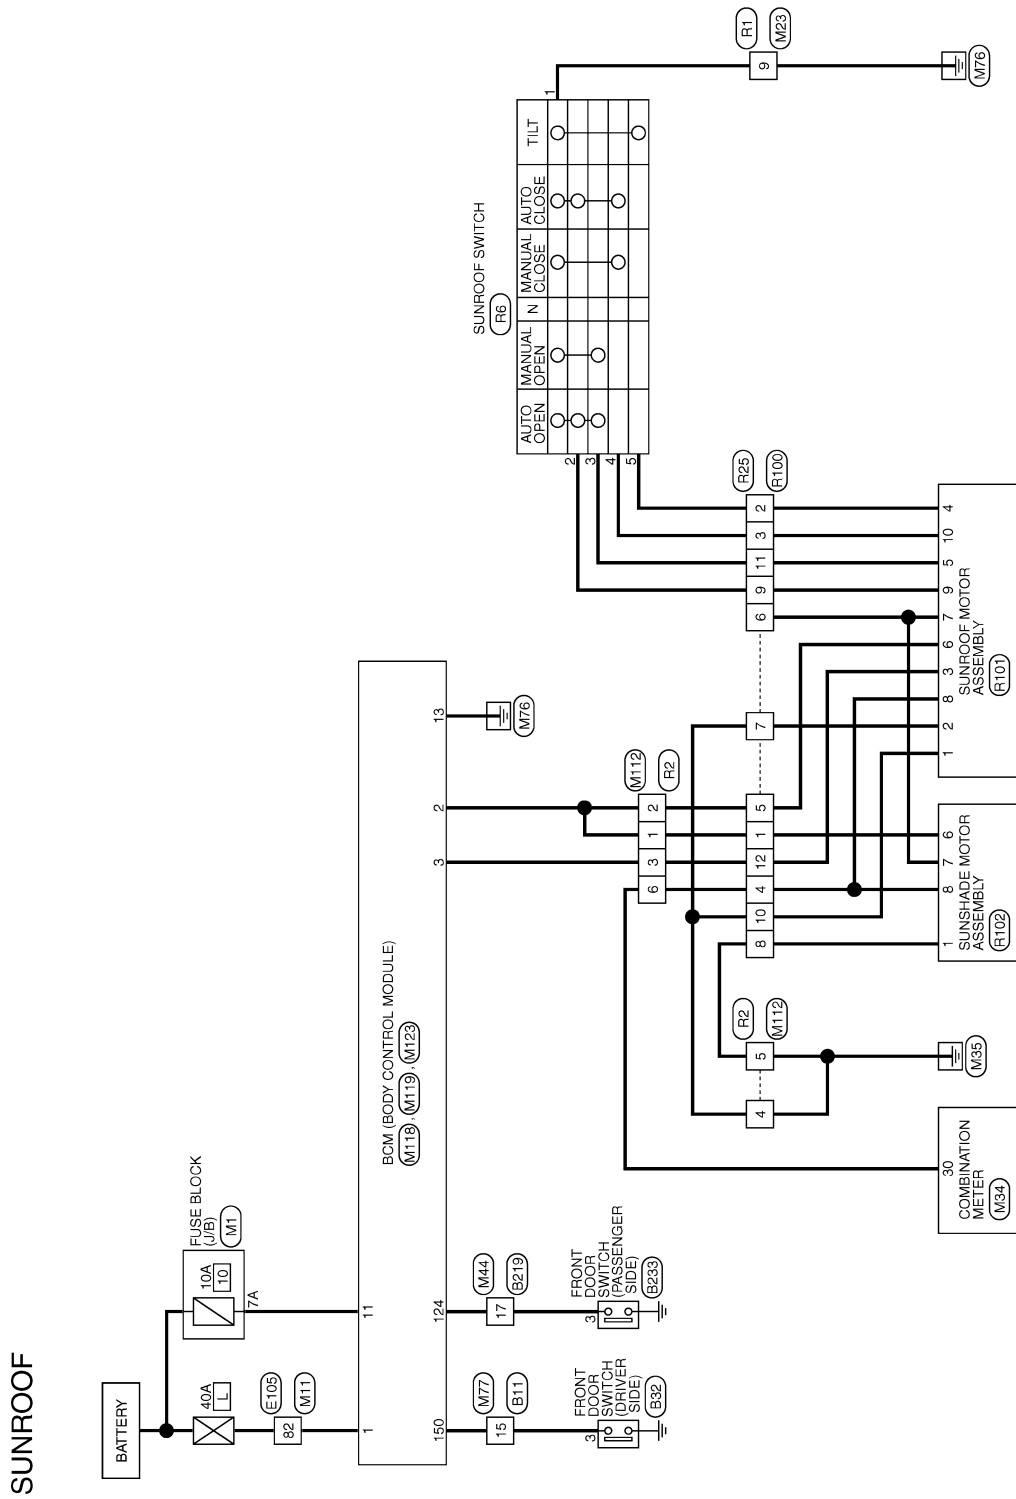 SUNROOF
BATTERY
40A
L
E105
82
M11
FUSE BLOCK
(J/B)
M1
10A
10
7A
1
11
BCM (BODY CONTROL MODULE)
M118 , M119 , M123
150
124
3
2
13
M76
M77
15
B11
M44
17
B219
FRONT
DOOR
SWITCH
(DRIVER
SIDE)
B32
3
FRONT
DOOR
SWITCH
(PASSENGER
SIDE)
B233
3
M112
R2
6
3
1
2
SUNROOF SWITCH
R6
AUTO
OPEN
MANUAL
OPEN
N
MANUAL
CLOSE
AUTO
CLOSE
TILT
1
2
3
4
5
R1
9
M23
M76
R25
R100
8
10
4
12
1
5
7
6
9
11
3
2
R2
M112
4
5
M35
30
COMBINATION
METER
M34
1
8
7
6
SUNSHADE MOTOR
ASSEMBLY
R102
1
2
8
3
6
7
9
5
10
4
SUNROOF MOTOR
ASSEMBLY
R101